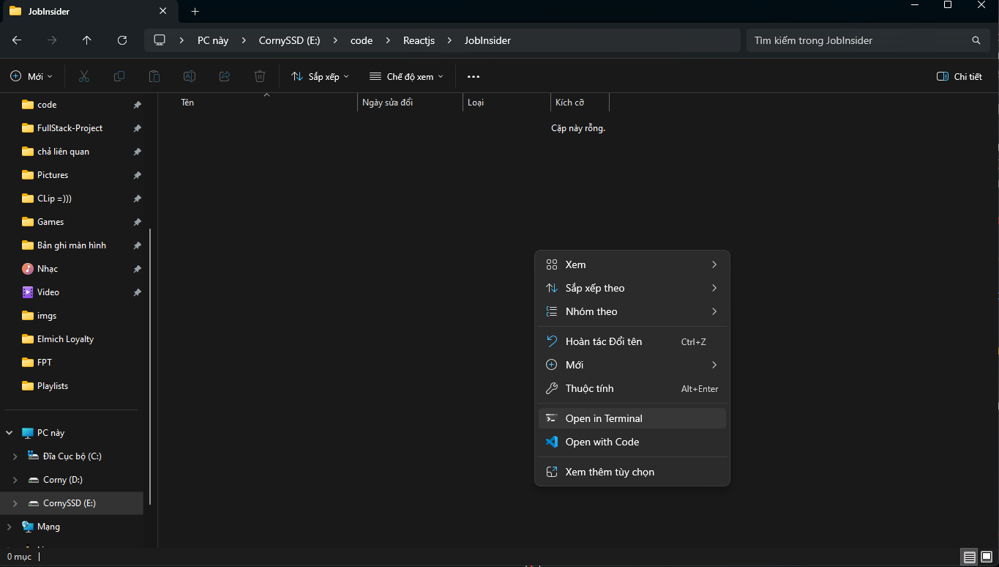 JobInsider
PC này
CornySSD (E:)
code
Reactjs
JobInsider
Tìm kiếm trong JobInsider
Mới
Sắp xếp
Chế độ xem
Chi tiết
Tên
Ngày sửa đổi
Loại
Kích cỡ
Cặp này rỗng.
code
FullStack-Project
chả liên quan
Pictures
CLip =)))
Games
Bản ghi màn hình
Nhạc
Video
imgs
Elmich Loyalty
FPT
Playlists
PC này
Đĩa Cục bộ (C:)
Corny (D:)
CornySSD (E:)
Mạng
Xem
Sắp xếp theo
Nhóm theo
Hoàn tác Đổi tên Ctrl+Z
Mới
Thuộc tính Alt+Enter
Open in Terminal
Open with Code
Xem thêm tùy chọn
0 mục